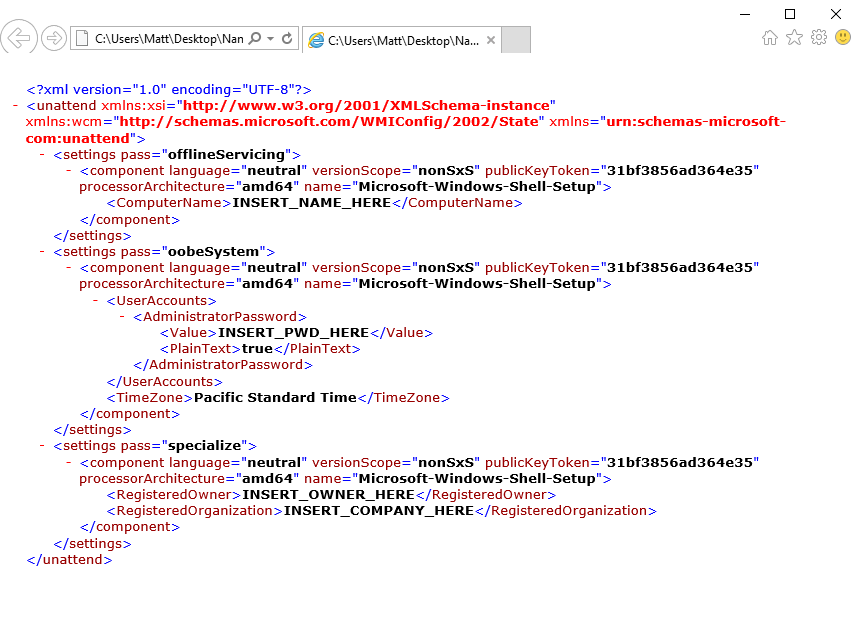 C:\Users\Matt\Desktop\Nan
C:\Users\Matt\Desktop\Na...
<?xml version="1.0" encoding="UTF-8"?>
- <unattend xmlns:xsi="http://www.w3.org/2001/XMLSchema-instance"
xmlns:wcm="http://schemas.microsoft.com/WMIConfig/2002/State" xmlns="urn:schemas-microsoft-
com:unattend">
- <settings pass="offlineServicing">
- <component language="neutral" versionScope="nonSxS" publicKeyToken="31bf3856ad364e35"
processorArchitecture="amd64" name="Microsoft-Windows-Shell-Setup">
<ComputerName>INSERT_NAME_HERE</ComputerName>
</component>
</settings>
- <settings pass="oobeSystem">
- <component language="neutral" versionScope="nonSxS" publicKeyToken="31bf3856ad364e35"
processorArchitecture="amd64" name="Microsoft-Windows-Shell-Setup">
- <UserAccounts>
- <AdministratorPassword>
<Value>INSERT_PWD_HERE</Value>
<PlainText>true</PlainText>
</AdministratorPassword>
</UserAccounts>
<TimeZone>Pacific Standard Time</TimeZone>
</component>
</settings>
- <settings pass="specialize">
- <component language="neutral" versionScope="nonSxS" publicKeyToken="31bf3856ad364e35"
processorArchitecture="amd64" name="Microsoft-Windows-Shell-Setup">
<RegisteredOwner>INSERT_OWNER_HERE</RegisteredOwner>
<RegisteredOrganization>INSERT_COMPANY_HERE</RegisteredOrganization>
</component>
</settings>
</unattend>